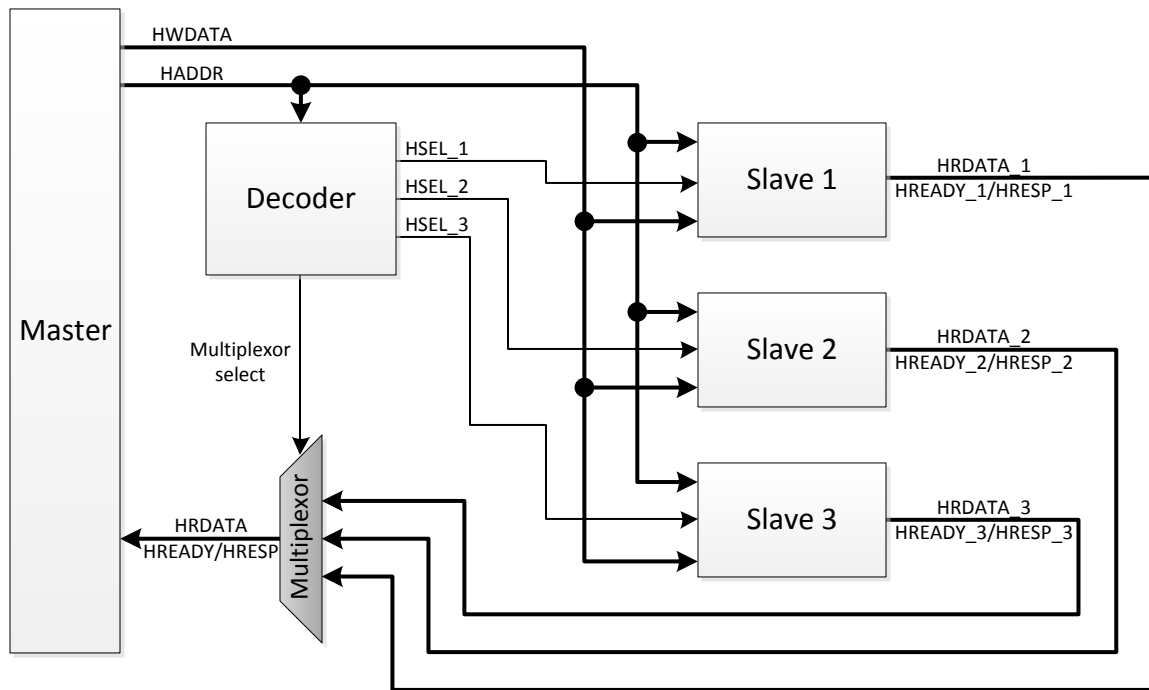 HWDATA
HADDR
Master
Decoder
HSEL_1
HSEL_2
HSEL_3
Multiplexor
select
Multiplexor
HRDATA
HREADY/HRESP
Slave 1
HRDATA_1
HREADY_1/HRESP_1
Slave 2
HRDATA_2
HREADY_2/HRESP_2
Slave 3
HRDATA_3
HREADY_3/HRESP_3